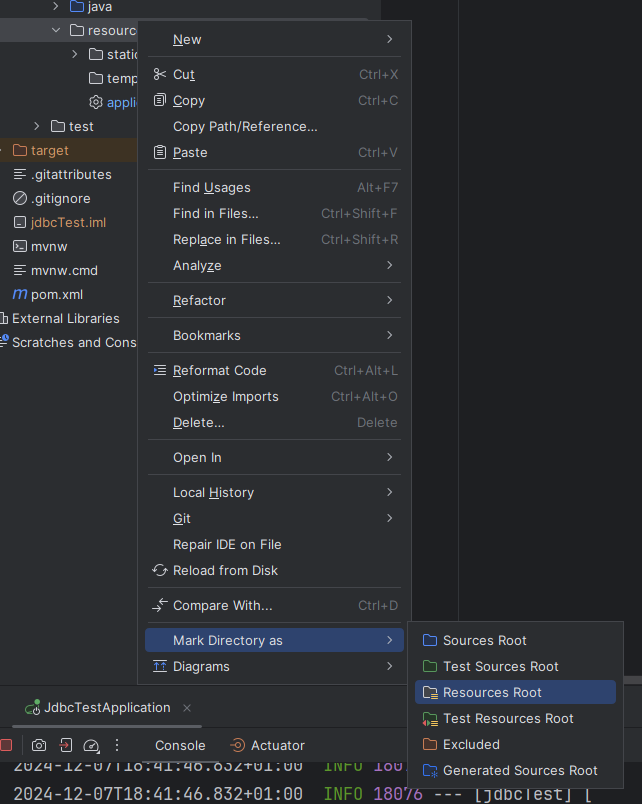 java
resourc
New
static
Cut Ctrl+X
temp
Copy Ctrl+C
applic
Copy Path/Reference...
test
Paste Ctrl+V
target
.gitattributes
Find Usages Alt+F7
.gitignore
Find in Files... Ctrl+Shift+F
jdbcTest.iml
Replace in Files... Ctrl+Shift+R
mvnw
Analyze
mvnw.cmd
pom.xml
Refactor
External Libraries
Bookmarks
Scratches and Cons
Reformat Code Ctrl+Alt+L
Optimize Imports Ctrl+Alt+O
Delete... Delete
Open In
Local History
Git
Repair IDE on File
Reload from Disk
Compare With... Ctrl+D
Mark Directory as
Sources Root
Diagrams
Test Sources Root
Resources Root
JdbcTestApplication
Test Resources Root
Console Actuator
Excluded
2024-12-07T18:41:46.832+01:00 INFO 1807
Generated Sources Root
2024-12-07T18:41:46.832+01:00 INFO 18076 --- [jdbcTest] [